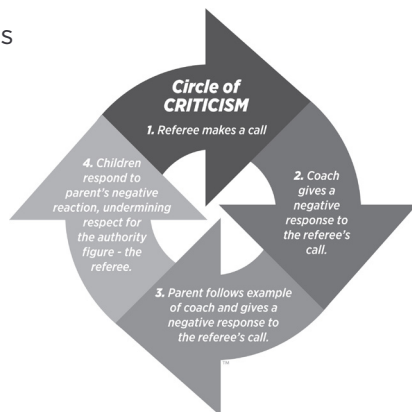 s
Circle of
CRITICISM
1. Referee makes a call
2. Coach
gives a
negative
response to
the referee's
call.
3. Parent follows example
of coach and gives a
negative response to
the referee's call.
TM
4. Children
respond to
parent's negative
reaction, undermining
respect for
the authority
figure - the
referee.